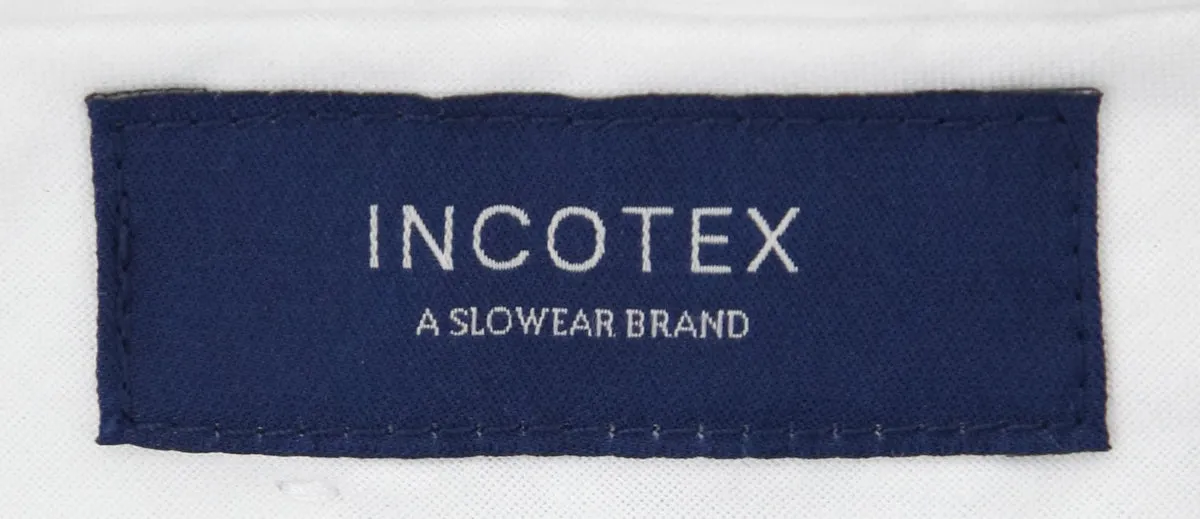 INCOTEX
A SLOWEAR BRAND